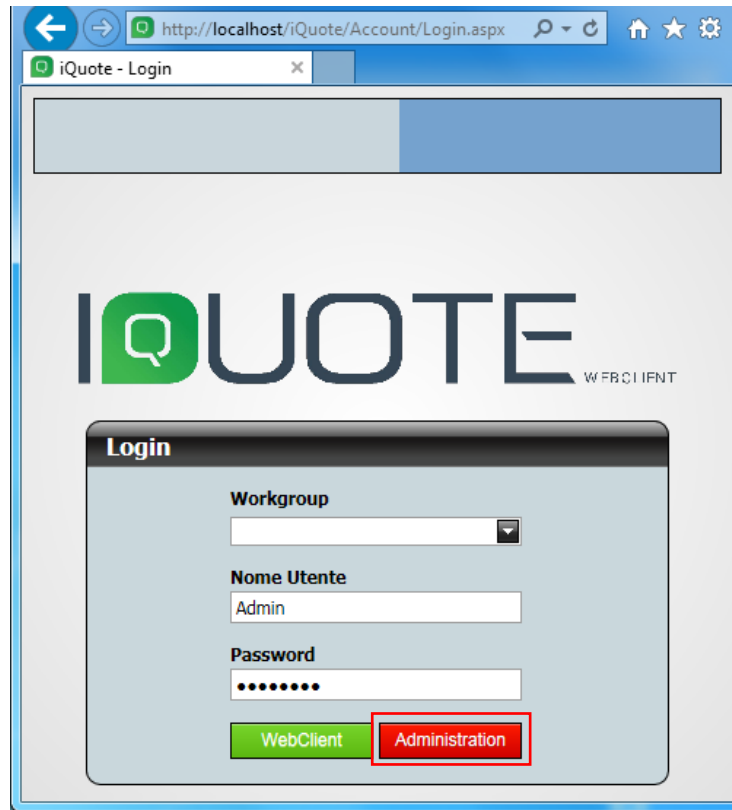 http://localhost/iQuote/Account/Login.aspx
iQuote - Login
IQUOTE
WEBCLIENT
Login
Workgroup
Nome Utente
Admin
Password
WebClient Administration